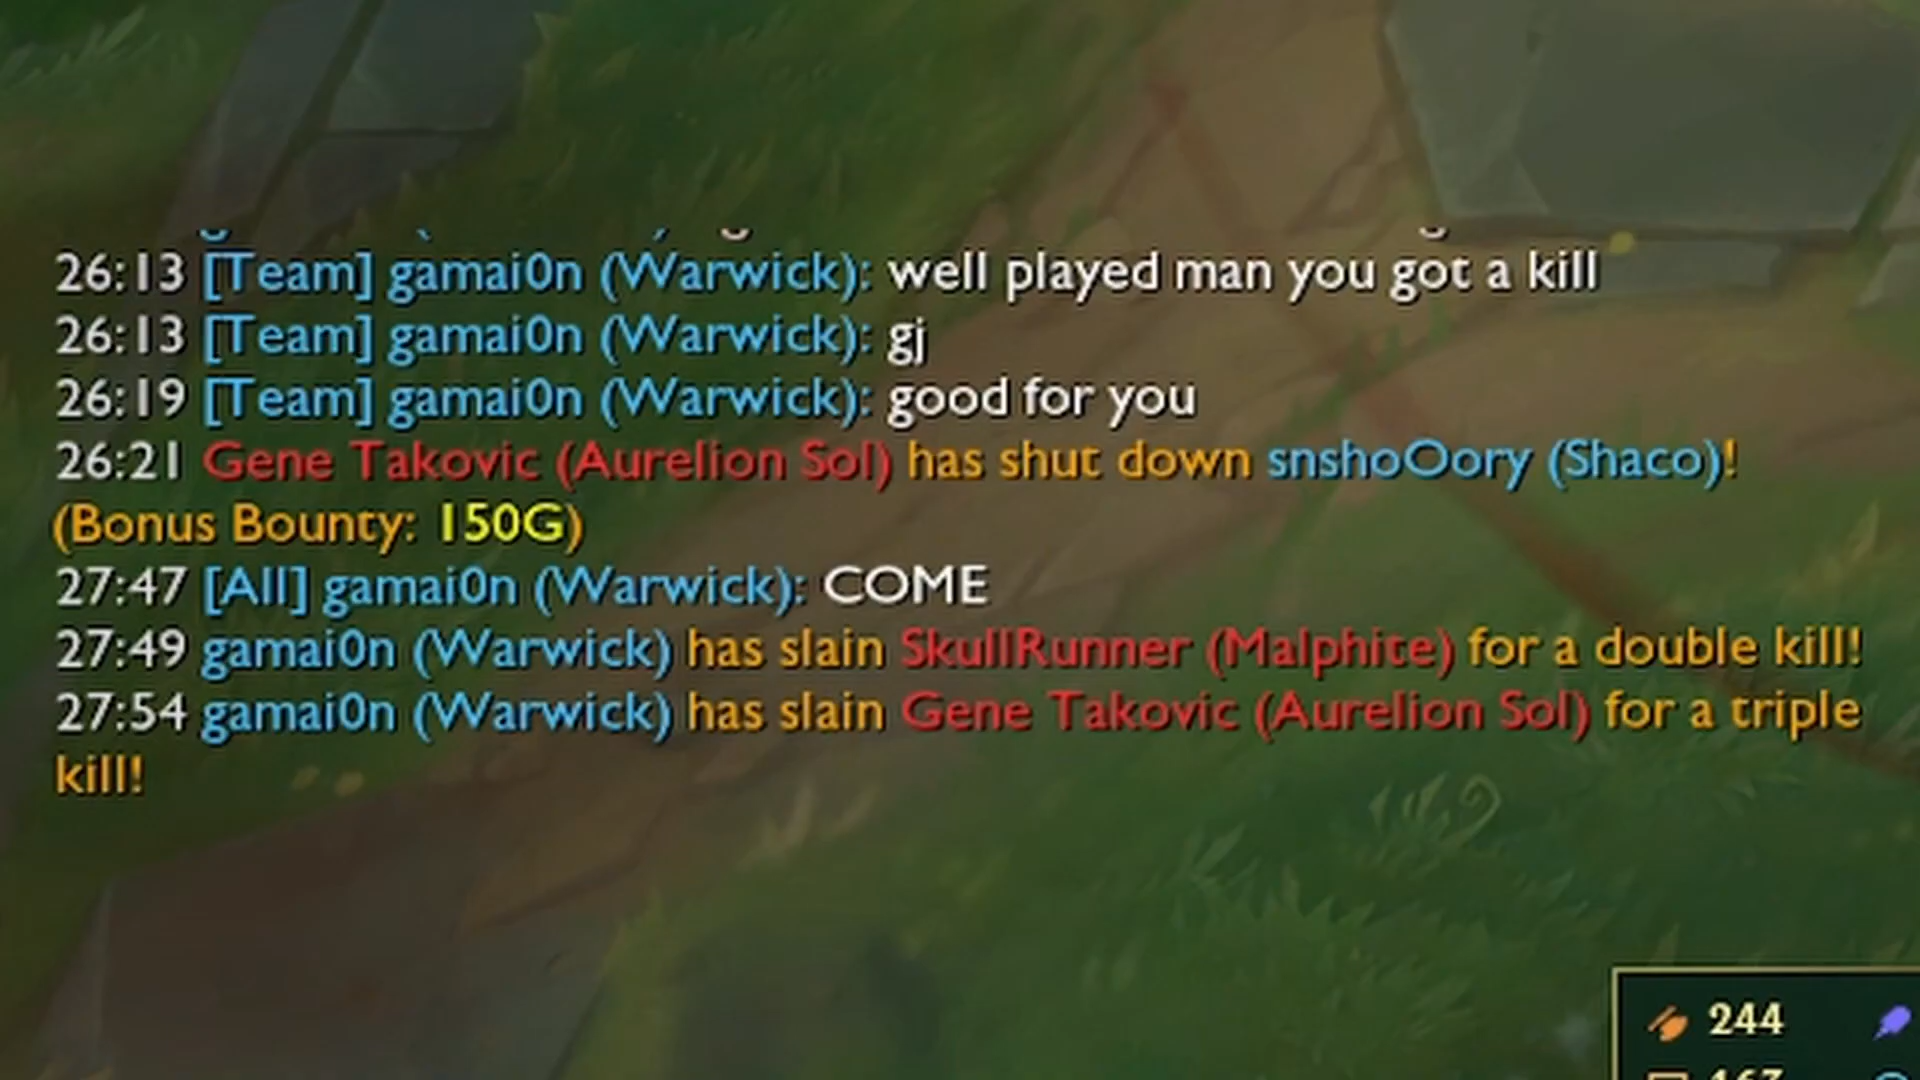 26:13 [Team] gamai0n (Warwick): well played man you got a kill
26:13 [Team] gamai0n (Warwick): gj
26:19 [Team] gamai0n (Warwick): good for you
26:21 Gene Takovic (Aurelion Sol) has shut down snshoOory (Shaco)!
(Bonus Bounty: 150G)
27:47 [All] gamai0n (Warwick): COME
27:49 gamai0n (Warwick) has slain SkullRunner (Malphite) for a double kill!
27:54 gamai0n (Warwick) has slain Gene Takovic (Aurelion Sol) for a triple
kill!
244